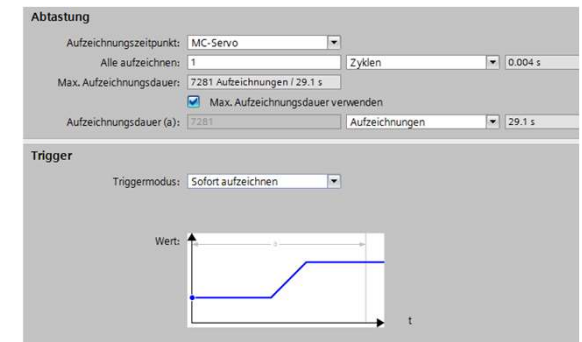 Abtastung
Aufzeichnungszeitpunkt: MC-Servo
Alle aufzeichnen: 1 Zyklen 0.004 s
Max. Aufzeichnungsdauer: 7281 Aufzeichnungen / 29.1 s
Max. Aufzeichnungsdauer verwenden
Aufzeichnungsdauer (a): 7281 Aufzeichnungen 29.1 s
Trigger
Triggermodus: Sofort aufzeichnen
Wert:
a
t